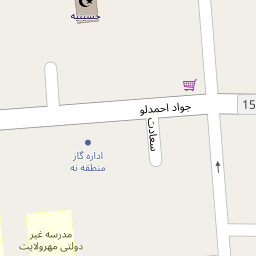 حسینیه
جواد احمدلو
15
سعادت
اداره گاز
منطقه نه
مدرسه غیر
دولتی مهرولایت